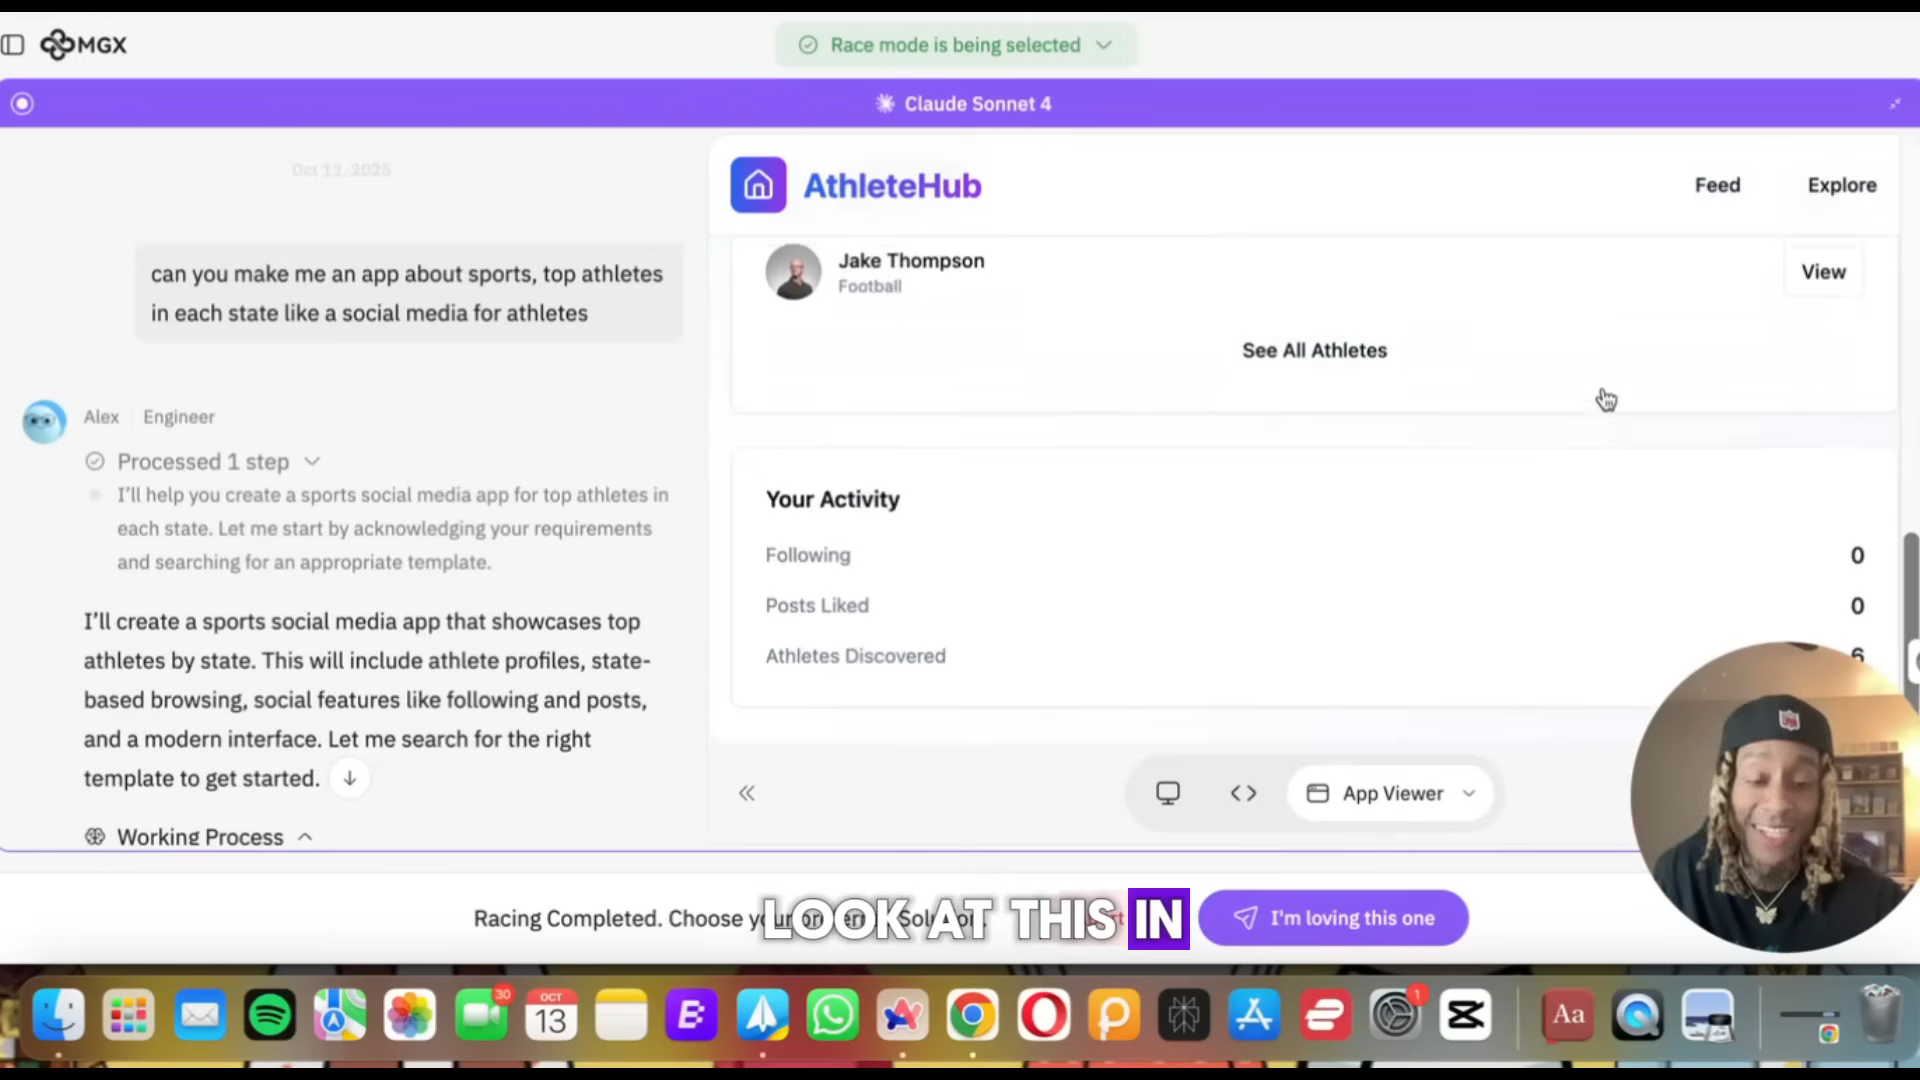 MGX
Race mode is being selected
Claude Sonnet 4
Oct 13, 2025
can you make me an app about sports, top athletes
in each state like a social media for athletes
Alex Engineer
Processed 1 step
I'll help you create a sports social media app for top athletes in
each state. Let me start by acknowledging your requirements
and searching for an appropriate template.
I'll create a sports social media app that showcases top
athletes by state. This will include athlete profiles, state-
based browsing, social features like following and posts,
and a modern interface. Let me search for the right
template to get started.
Working Process
AthleteHub
Feed
Explore
Jake Thompson
Football
View
See All Athletes
Your Activity
Following 0
Posts Liked 0
Athletes Discovered 6
App Viewer
Racing Completed. Choose
LOOK AT THIS IN
I'm loving this one
30
OCT
13
1
Aa